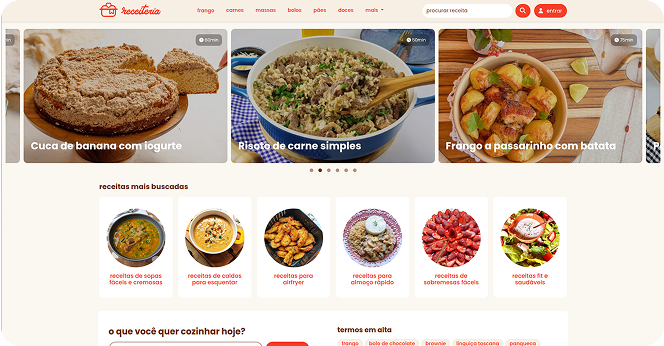 receiteria
frango carnes massas bolos pães doces mais
procurar receita
entrar
60min
50min
75min
Cuca de banana com iogurte
Risoto de carne simples
Frango a passarinho com batata
receitas mais buscadas
receitas de sopas
fáceis e cremosas
receitas de caldos
para esquentar
receitas para
airfryer
receitas para
almoço rápido
receitas de
sobremesas fáceis
receitas fit e
saudáveis
o que você quer cozinhar hoje?
termos em alta
frango bolo de chocolate brownie linguiça toscana panqueca